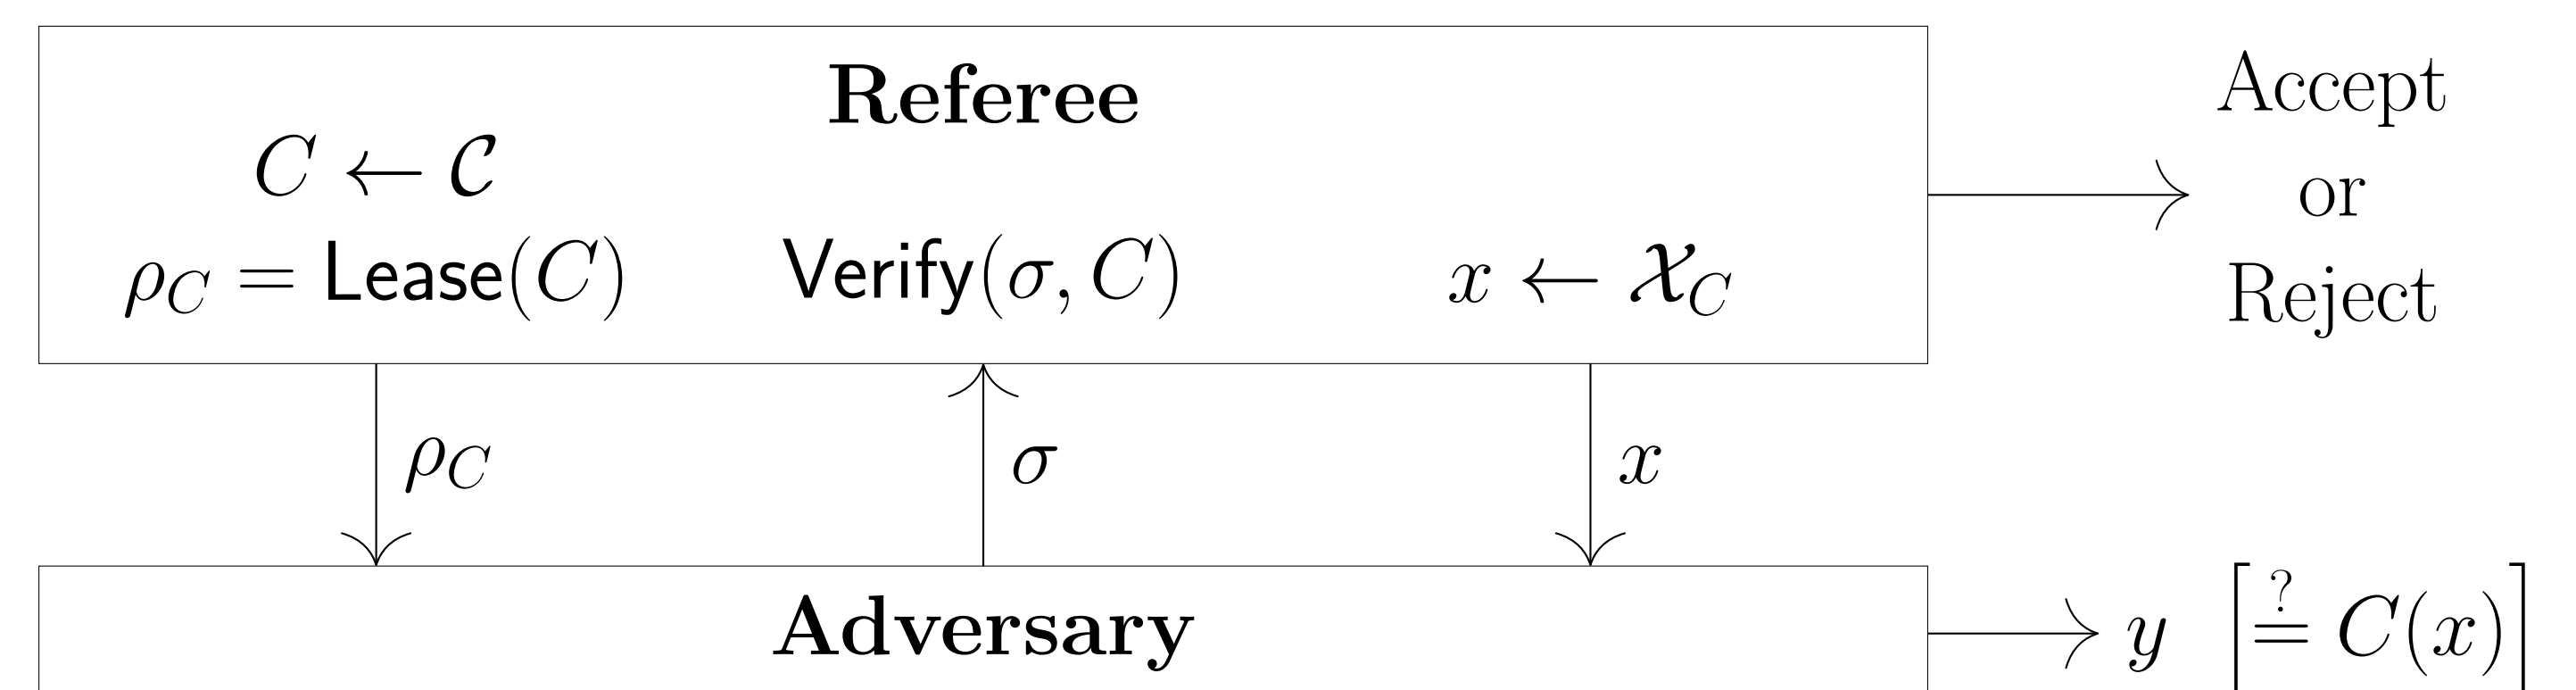 Referee
C ← 𝒞
ρ_C = Lease(C)
Verify(σ, C)
x ← 𝒳_C
Accept
or
Reject
ρ_C
σ
x
Adversary
y [≟ C(x)]